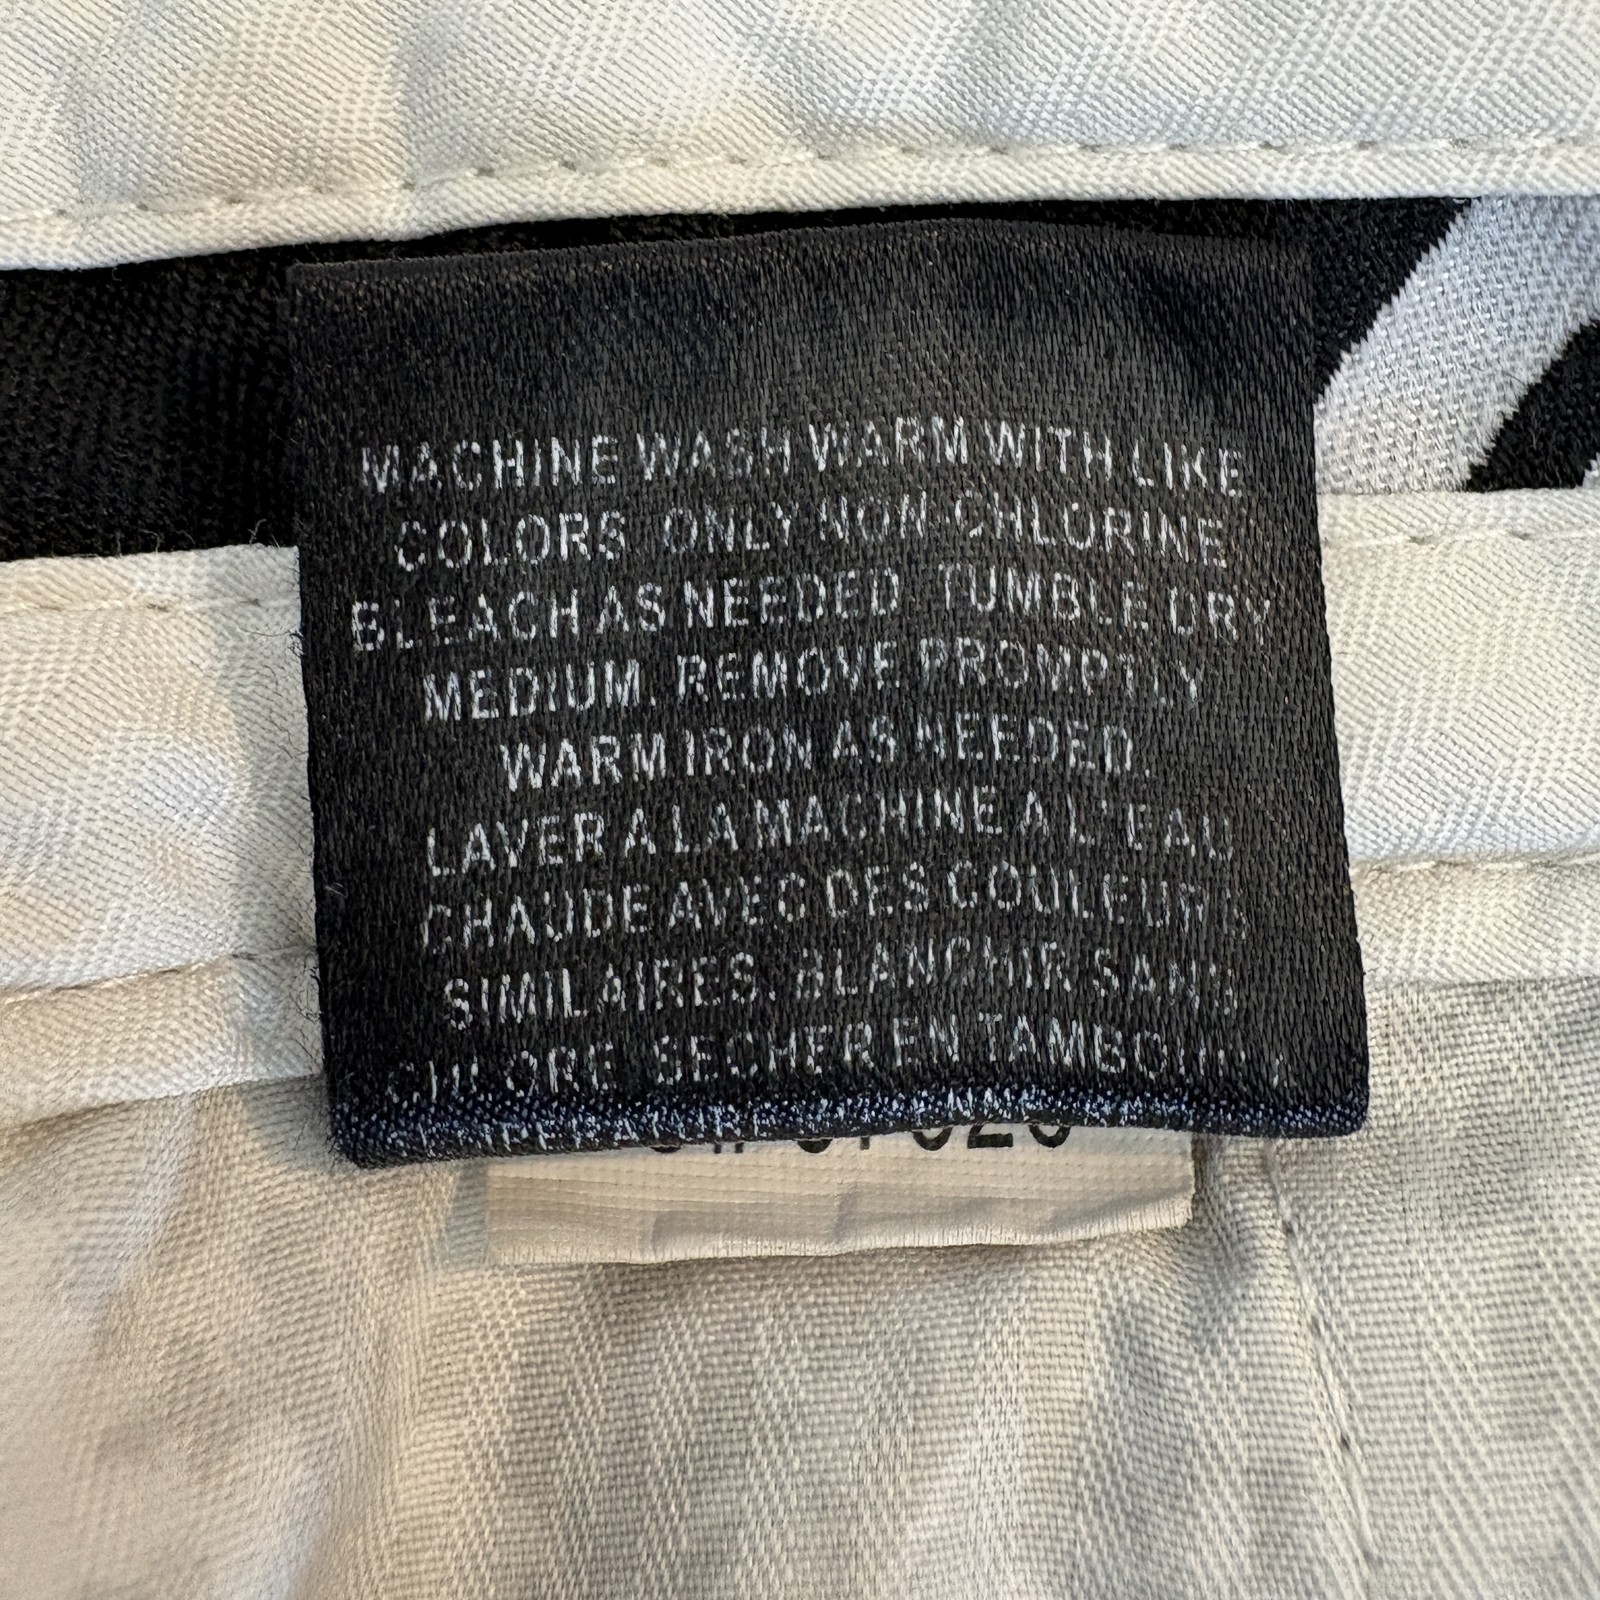 MACHINE WASH WARM WITH LIKE
COLORS ONLY NON-CHLORINE
BLEACH AS NEEDED TUMBLE DRY
MEDIUM. REMOVE PROMPTLY
WARM IRON AS NEEDED.
LAVER A LA MACHINE A L'EAU
CHAUDE AVEC DES COULEURS
SIMILAIRES. BLANCHIR SANS
CHLORE SECHER EN TAMBOUR A